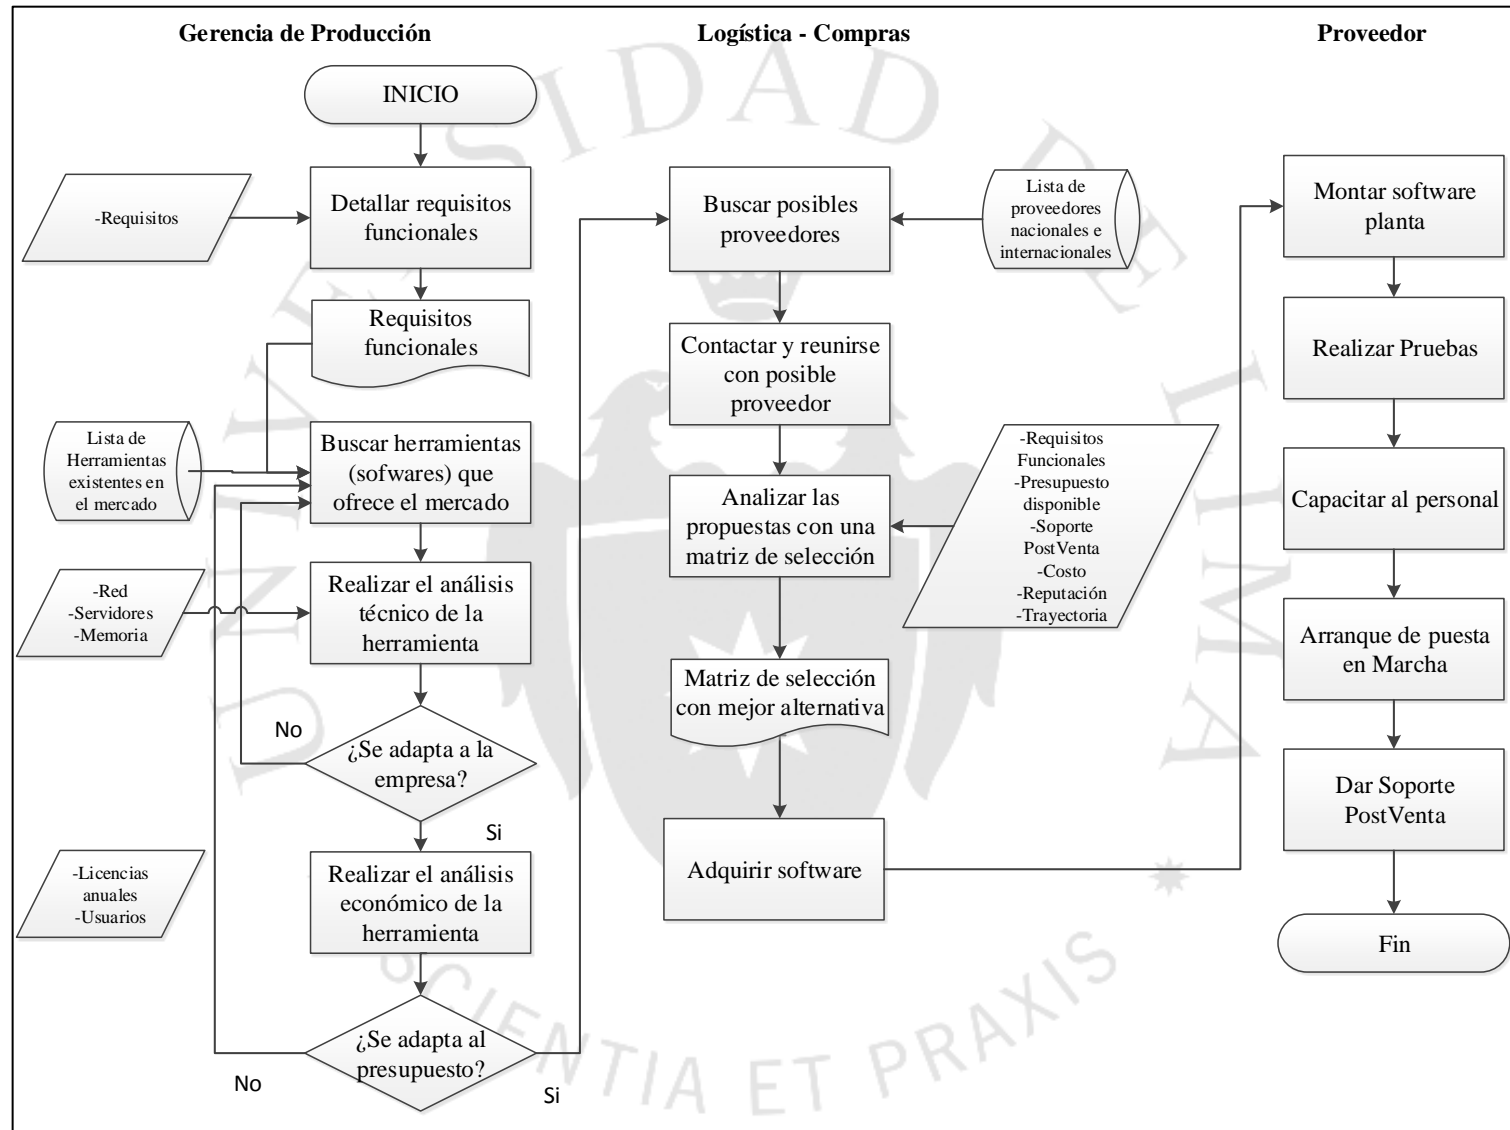 Gerencia de Producción
Logística - Compras
Proveedor
INICIO
-Requisitos
Detallar requisitos
funcionales
Requisitos
funcionales
Lista de
Herramientas
existentes en
el mercado
Buscar herramientas
(sofwares) que
ofrece el mercado
-Red
-Servidores
-Memoria
Realizar el análisis
técnico de la
herramienta
No
¿Se adapta a la
empresa?
Si
-Licencias
anuales
-Usuarios
Realizar el análisis
económico de la
herramienta
¿Se adapta al
presupuesto?
No
Si
Buscar posibles
proveedores
Lista de
proveedores
nacionales e
internacionales
Contactar y reunirse
con posible
proveedor
Analizar las
propuestas con una
matriz de selección
-Requisitos
Funcionales
-Presupuesto
disponible
-Soporte
PostVenta
-Costo
-Reputación
-Trayectoria
Matriz de selección
con mejor alternativa
Adquirir software
Montar software
planta
Realizar Pruebas
Capacitar al personal
Arranque de puesta
en Marcha
Dar Soporte
PostVenta
Fin
SCIENTIA ET PRAXIS